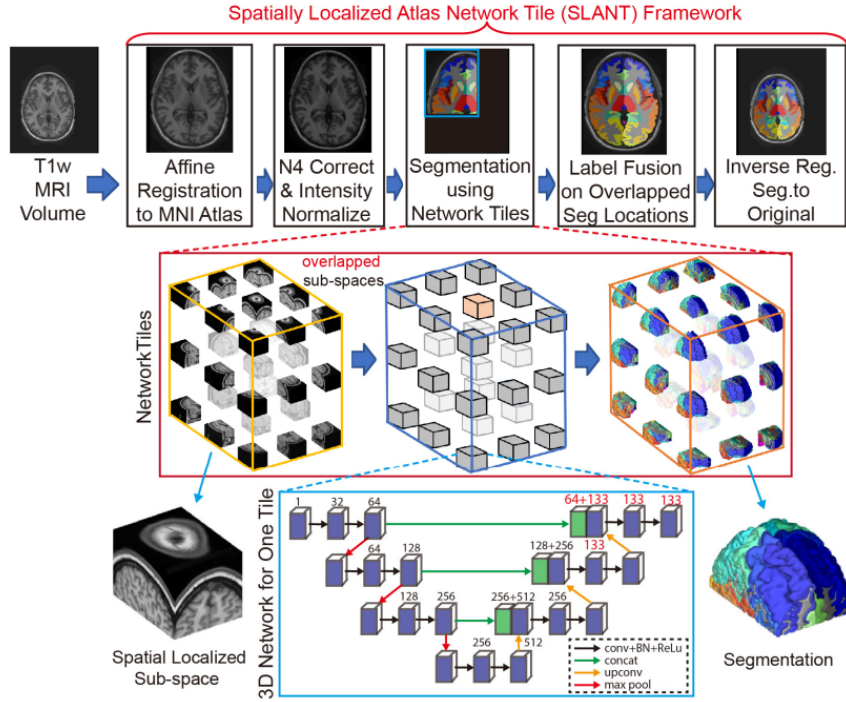 Spatially Localized Atlas Network Tile (SLANT) Framework
T1w
MRI
Volume
Affine
Registration
to MNI Atlas
N4 Correct
& Intensity
Normalize
Segmentation
using
Network Tiles
Label Fusion
on Overlapped
Seg Locations
Inverse Reg.
Seg.to
Original
NetworkTiles
overlapped
sub-spaces
Spatial Localized
Sub-space
3D Network for One Tile
1
32
64
64+133
133
133
64
128
128+256
133
128
256
256+512
256
256
512
conv+BN+ReLu
concat
upconv
max pool
Segmentation